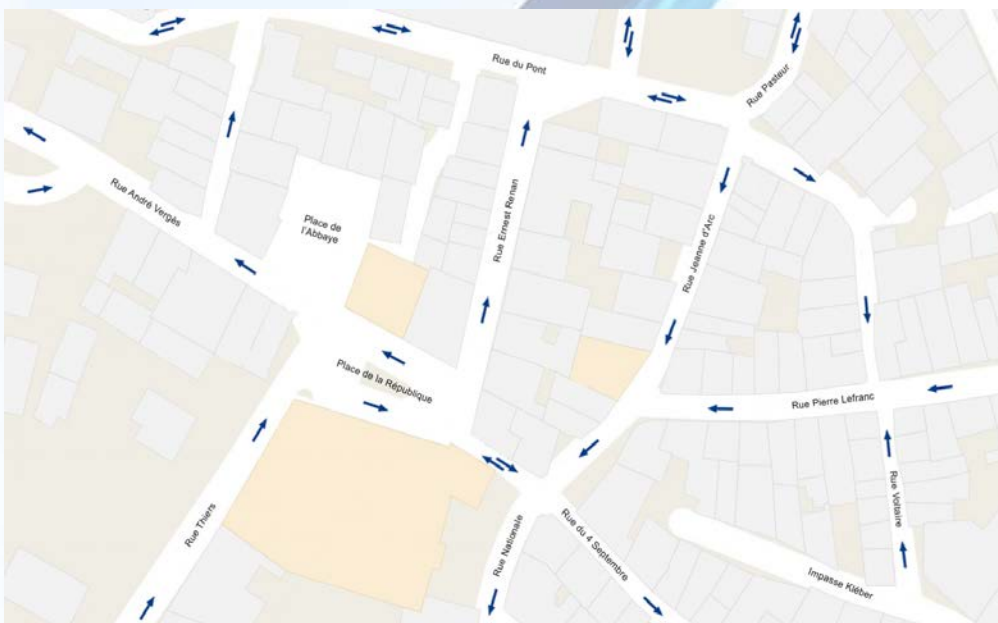 Rue du Pont
Rue Pasteur
Rue André Vergés
Place de
l'Abbaye
Rue Ernest Renan
Rue Jeanne d'Arc
Place de la République
Rue Pierre Lefranc
Rue Thiers
Rue Nationale
Rue du 4 Septembre
Rue Voltaire
Impasse Kléber